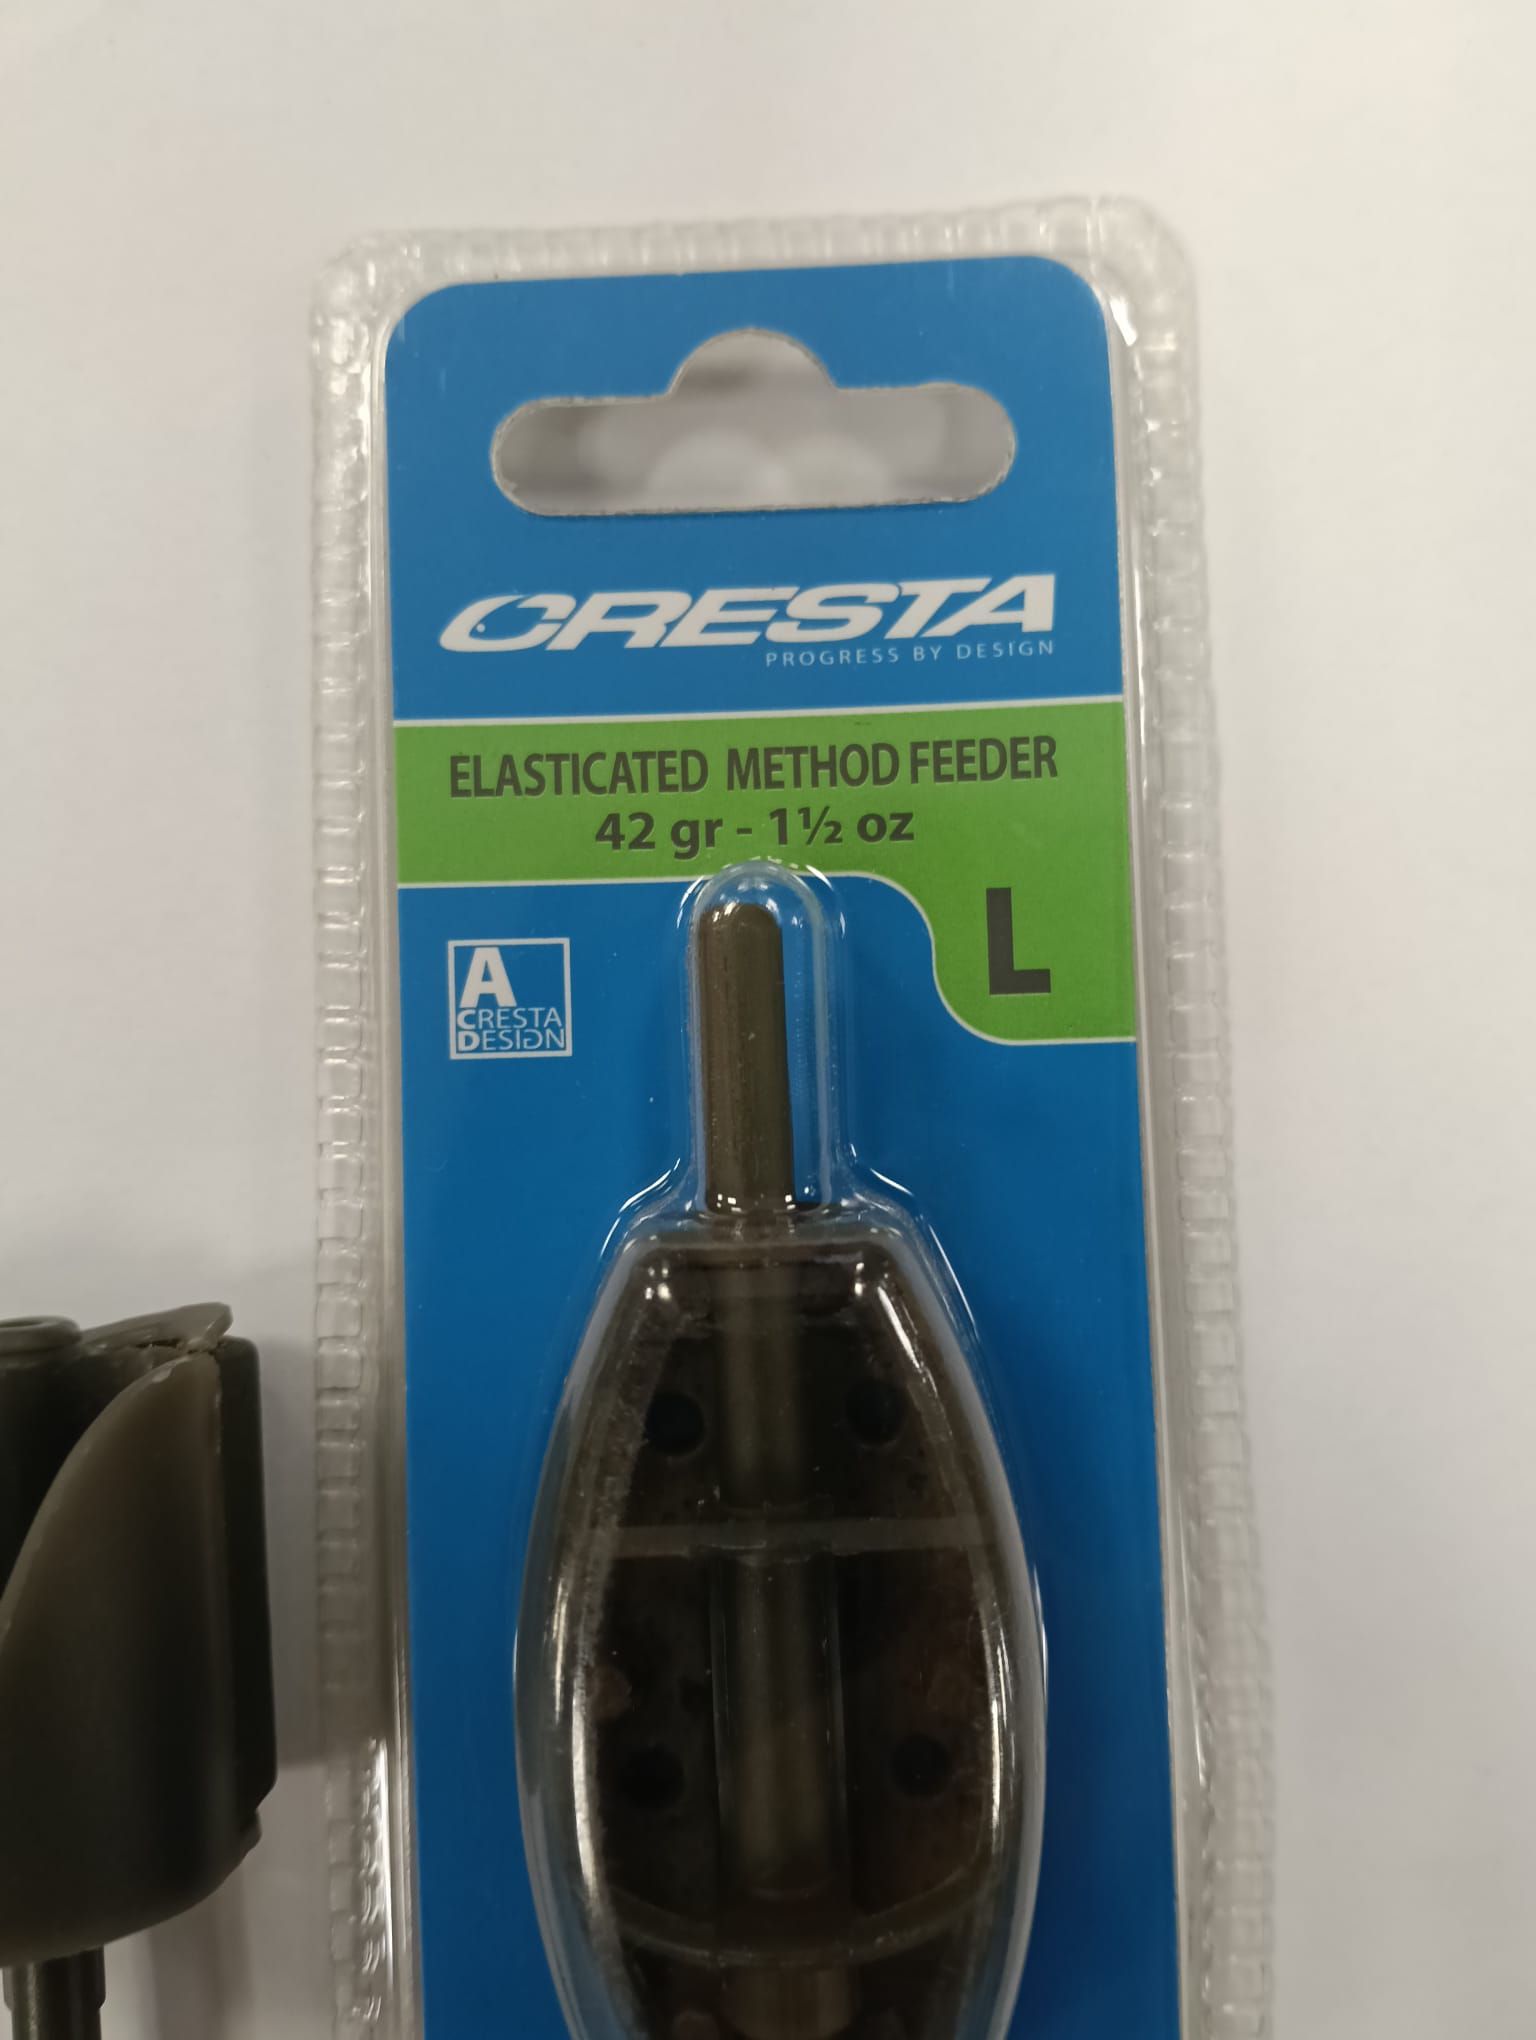 CRESTA
PROGRESS BY DESIGN
ELASTICATED METHOD FEEDER
42 gr - 1½ oz
L
A
CRESTA
DESIGN